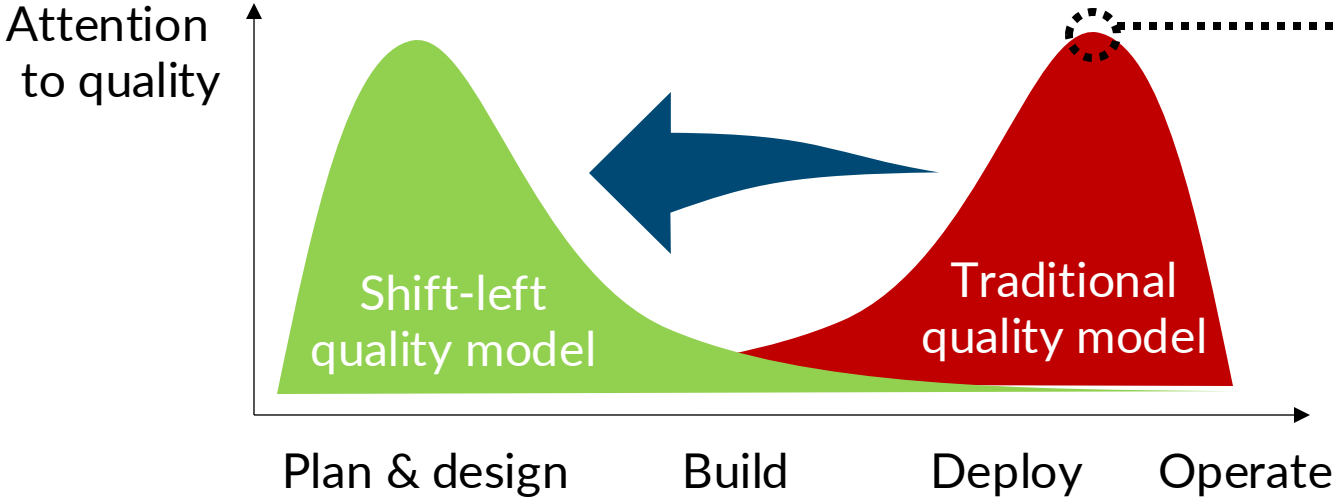 Attention
to quality
Shift-left
quality model
Traditional
quality model
Plan & design
Build
Deploy
Operate